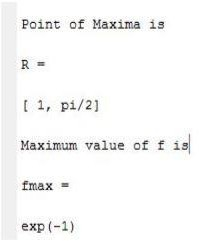 Point of Maxima is
R =
[ 1, pi/2]
Maximum value of f is
fmax =
exp(-1)